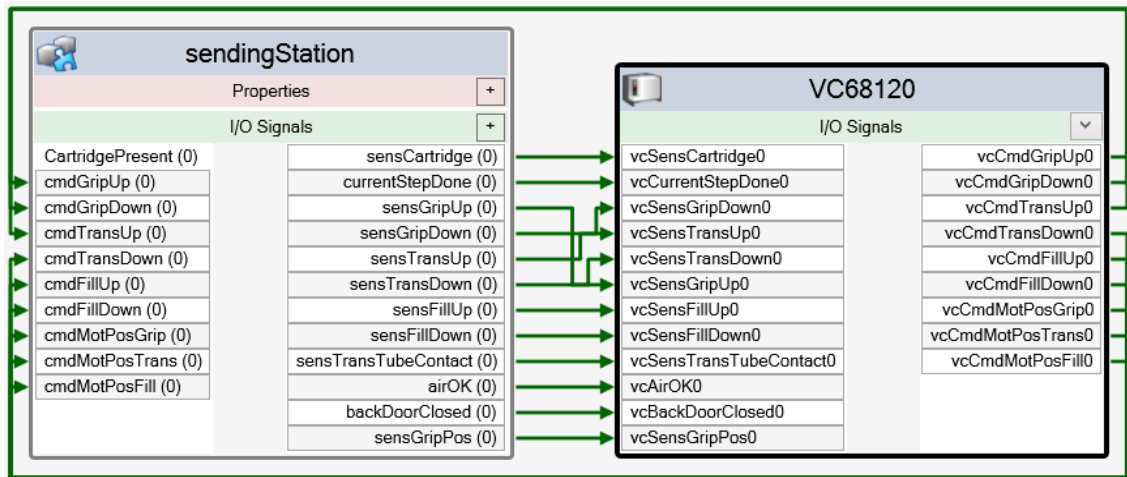 sendingStation
Properties
+
I/O Signals
+
CartridgePresent (0)
cmdGripUp (0)
cmdGripDown (0)
cmdTransUp (0)
cmdTransDown (0)
cmdFillUp (0)
cmdFillDown (0)
cmdMotPosGrip (0)
cmdMotPosTrans (0)
cmdMotPosFill (0)
sensCartridge (0)
currentStepDone (0)
sensGripUp (0)
sensGripDown (0)
sensTransUp (0)
sensTransDown (0)
sensFillUp (0)
sensFillDown (0)
sensTransTubeContact (0)
airOK (0)
backDoorClosed (0)
sensGripPos (0)
VC68120
I/O Signals
vcSensCartridge0
vcCurrentStepDone0
vcSensGripDown0
vcSensTransUp0
vcSensTransDown0
vcSensGripUp0
vcSensFillUp0
vcSensFillDown0
vcSensTransTubeContact0
vcAirOK0
vcBackDoorClosed0
vcSensGripPos0
vcCmdGripUp0
vcCmdGripDown0
vcCmdTransUp0
vcCmdTransDown0
vcCmdFillUp0
vcCmdFillDown0
vcCmdMotPosGrip0
vcCmdMotPosTrans0
vcCmdMotPosFill0